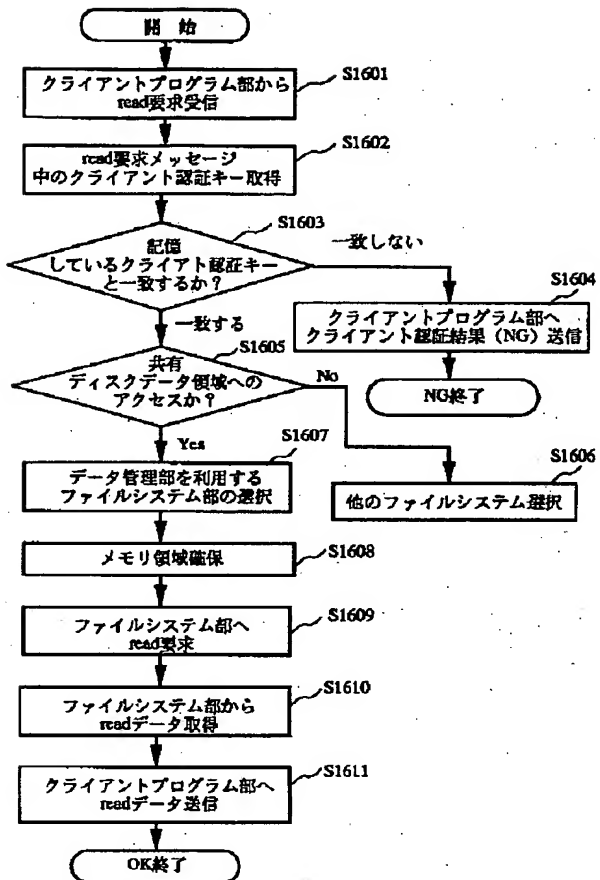 開 始
クライアントプログラム部から
read要求受信
S1601
read要求メッセージ
中のクライアント認証キー取得
S1602
記憶
しているクライアト認証キー
と一致するか？
S1603
一致しない
クライアントプログラム部へ
クライアント認証結果（NG）送信
S1604
NG終了
一致する
共有
ディスクデータ領域への
アクセスか？
S1605
No
Yes
他のファイルシステム選択
S1606
データ管理部を利用する
ファイルシステム部の選択
S1607
メモリ領域確保
S1608
ファイルシステム部へ
read要求
S1609
ファイルシステム部から
readデータ取得
S1610
クライアントプログラム部へ
readデータ送信
S1611
OK終了